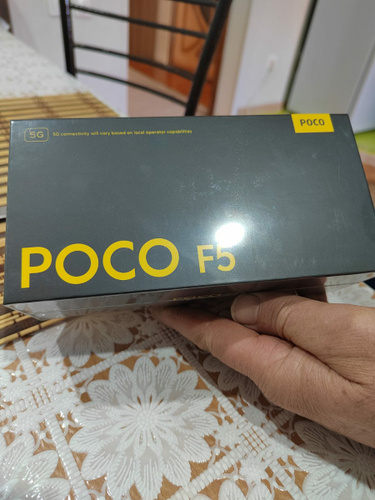 5G
5G connectivity will vary based on local operator capabilities
POCO
POCO F5